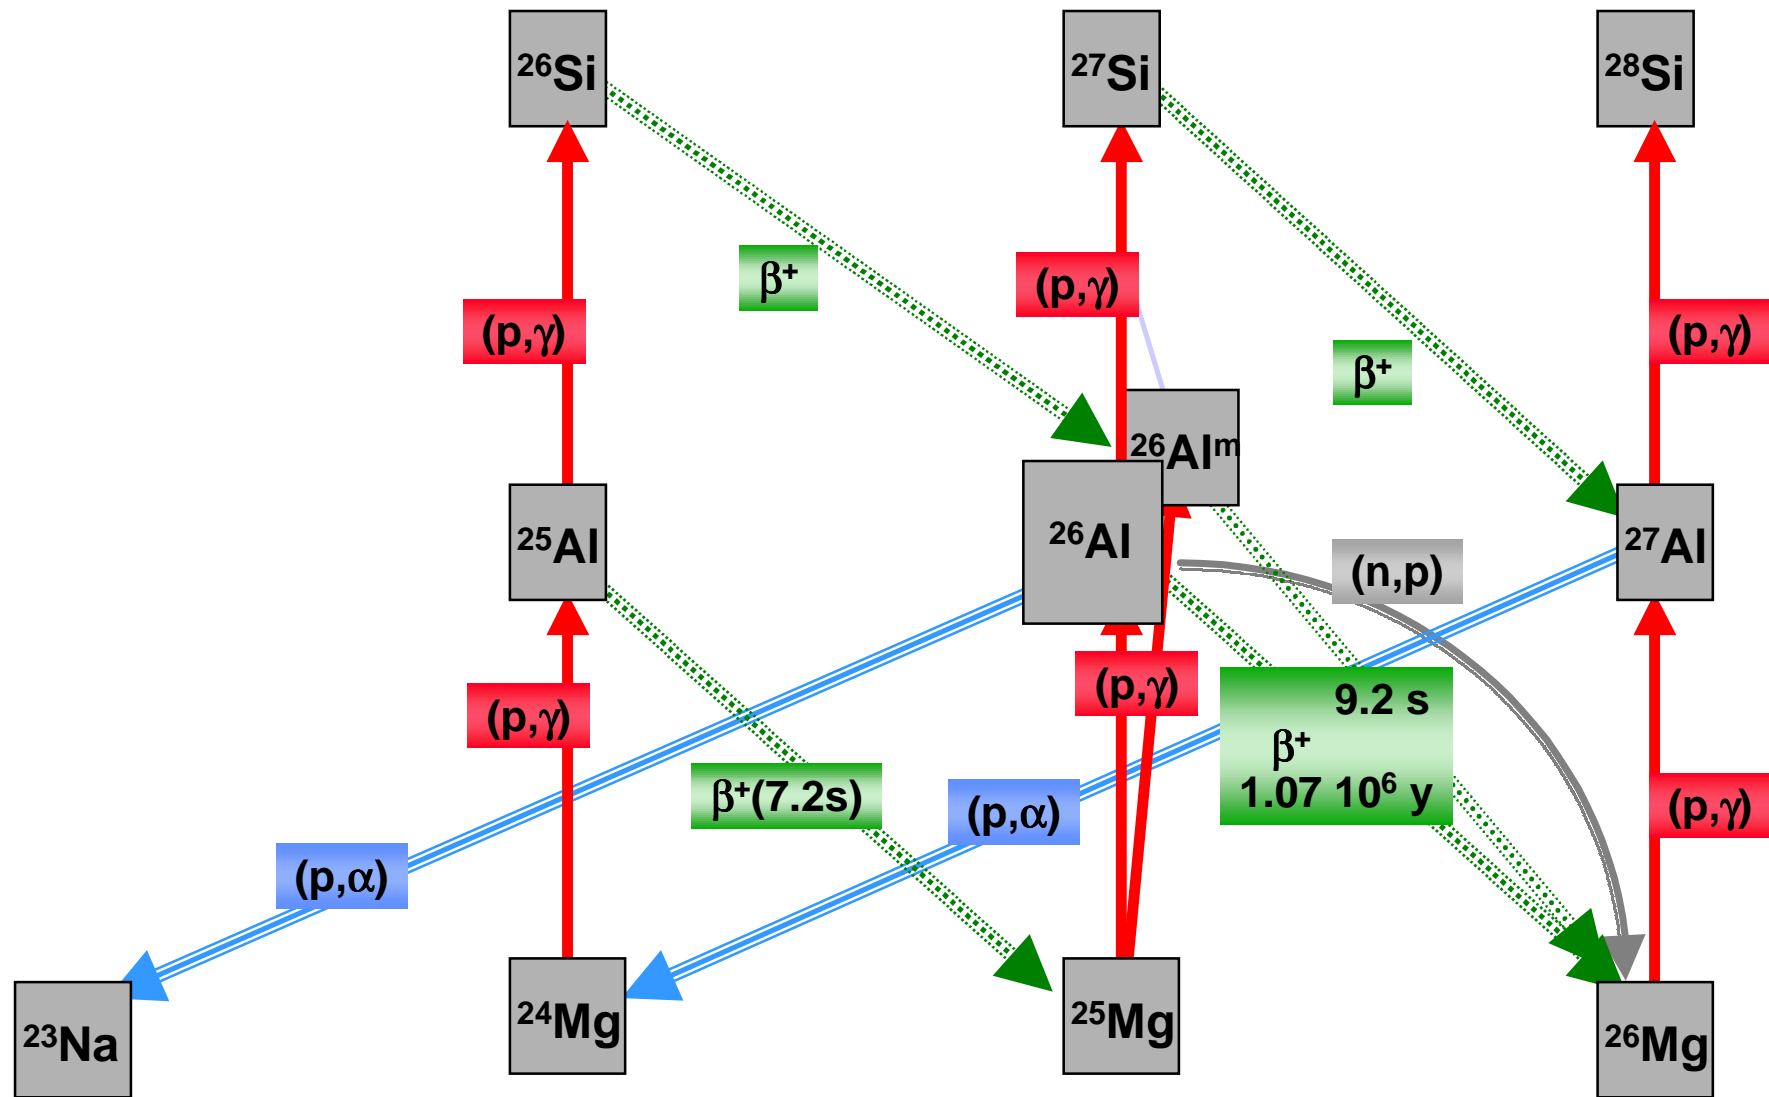 ²⁶Si
²⁷Si
²⁸Si
β⁺
(p,γ)
(p,γ)
(p,γ)
β⁺
²⁶Alᵐ
²⁵Al
²⁶Al
²⁷Al
(n,p)
(p,γ)
(p,γ)
9.2 s
β⁺
1.07 10⁶ y
β⁺(7.2s)
(p,α)
(p,γ)
(p,α)
²³Na
²⁴Mg
²⁵Mg
²⁶Mg